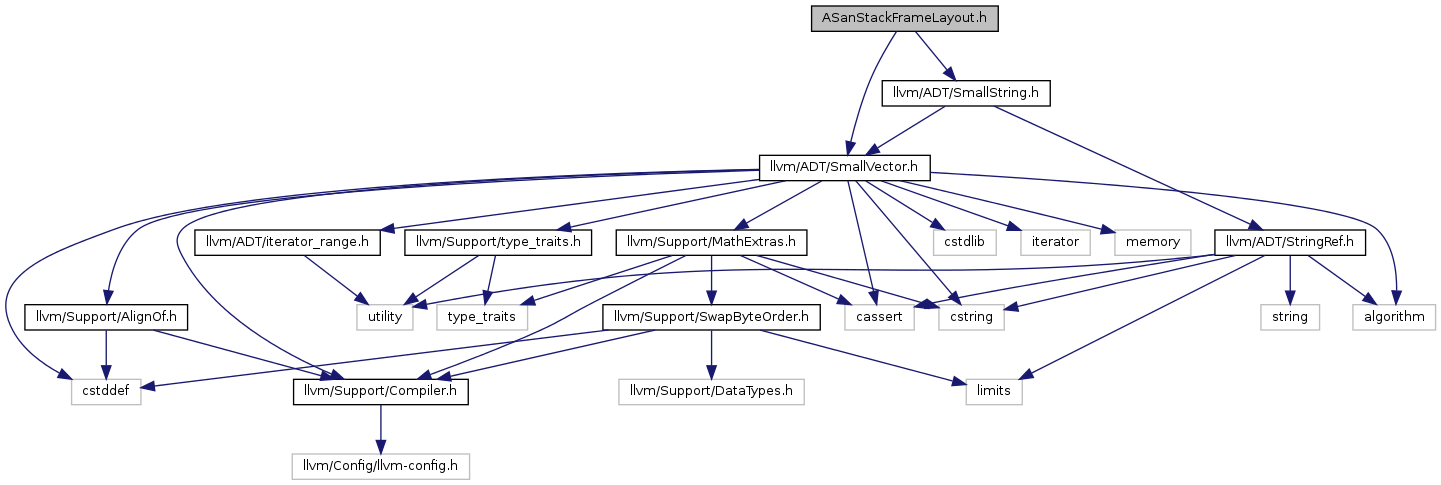 ASanStackFrameLayout.h
llvm/ADT/SmallString.h
llvm/ADT/SmallVector.h
llvm/ADT/iterator_range.h
llvm/Support/type_traits.h
llvm/Support/MathExtras.h
cstdlib
iterator
memory
llvm/ADT/StringRef.h
llvm/Support/AlignOf.h
utility
type_traits
llvm/Support/SwapByteOrder.h
cassert
cstring
string
algorithm
cstddef
llvm/Support/Compiler.h
llvm/Support/DataTypes.h
limits
llvm/Config/llvm-config.h